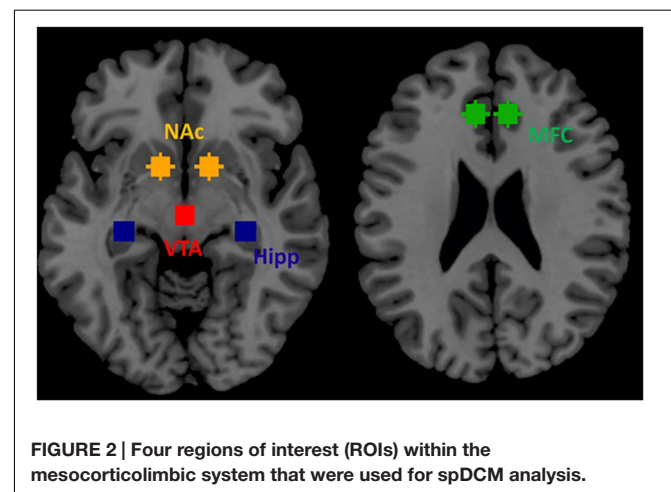 NAc
MFC
VTA
Hipp
FIGURE 2 | Four regions of interest (ROIs) within the
mesocorticolimbic system that were used for spDCM analysis.